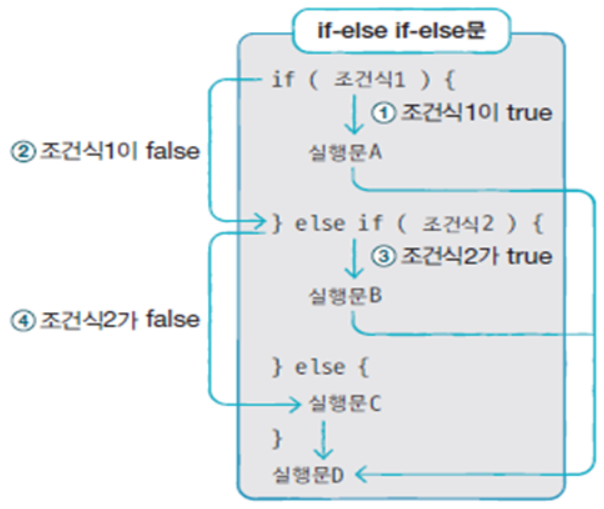 if-else if-else문
if ( 조건식1 ) {
① 조건식1이 true
② 조건식1이 false
실행문A
} else if ( 조건식2 ) {
③ 조건식2가 true
실행문B
④ 조건식2가 false
} else {
실행문C
}
실행문D